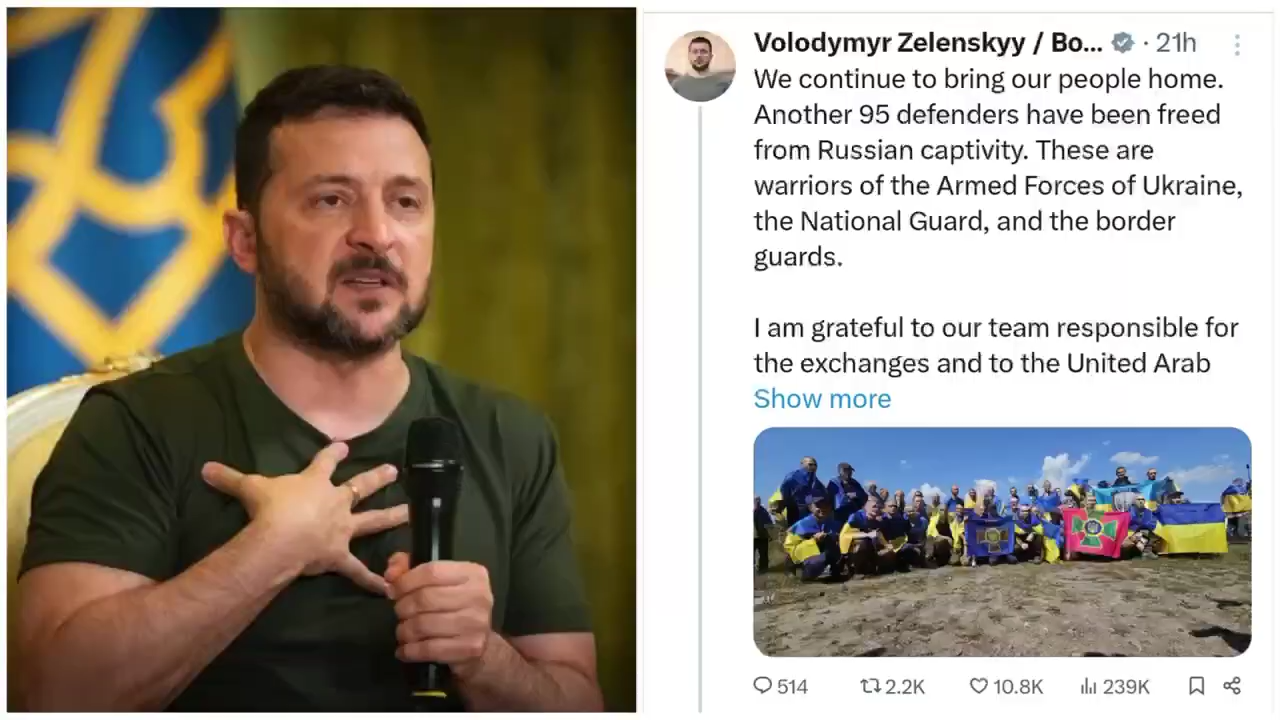 Volodymyr Zelenskyy / Bo... · 21h
We continue to bring our people home.
Another 95 defenders have been freed
from Russian captivity. These are
warriors of the Armed Forces of Ukraine,
the National Guard, and the border
guards.
I am grateful to our team responsible for
the exchanges and to the United Arab
Show more
514 2.2K 10.8K 239K